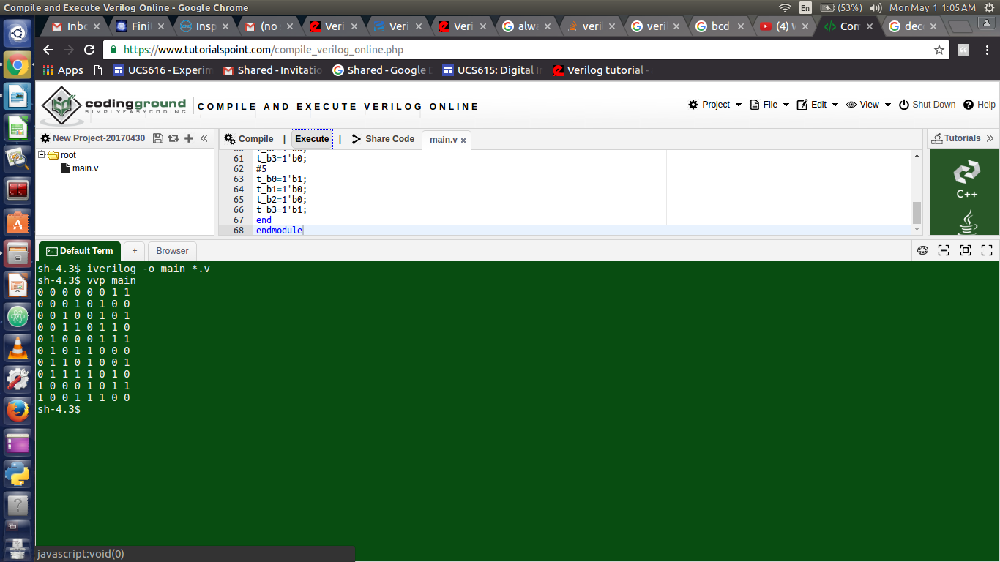 Compile and Execute Verilog Online - Google Chrome
En (53%) Mon May 1 1:05 AM
Inbo × Finit × Insp × (no × Veri × Veri × Veri × alwa × veril × veril × bcd × (4) × Com × deco ×
https://www.tutorialspoint.com/compile_verilog_online.php
Apps UCS616 - Experim Shared - Invitatio Shared - Google D UCS615: Digital I Verilog tutorial -
codingground COMPILE AND EXECUTE VERILOG ONLINE Project File Edit View Shut Down Help
SIMPLYEASYCODING
New Project-20170430 Compile | Execute | Share Code main.v × Tutorials
root
main.v
60 t_b2=1'b0;
61 t_b3=1'b0;
62 #5
63 t_b0=1'b1;
64 t_b1=1'b0;
65 t_b2=1'b0;
66 t_b3=1'b1;
67 end
68 endmodule
C++
Default Term + Browser
sh-4.3$ iverilog -o main *.v
sh-4.3$ vvp main
0 0 0 0 0 0 1 1
0 0 0 1 0 1 0 0
0 0 1 0 0 1 0 1
0 0 1 1 0 1 1 0
0 1 0 0 0 1 1 1
0 1 0 1 1 0 0 0
0 1 1 0 1 0 0 1
0 1 1 1 1 0 1 0
1 0 0 0 1 0 1 1
1 0 0 1 1 1 0 0
sh-4.3$
javascript:void(0)